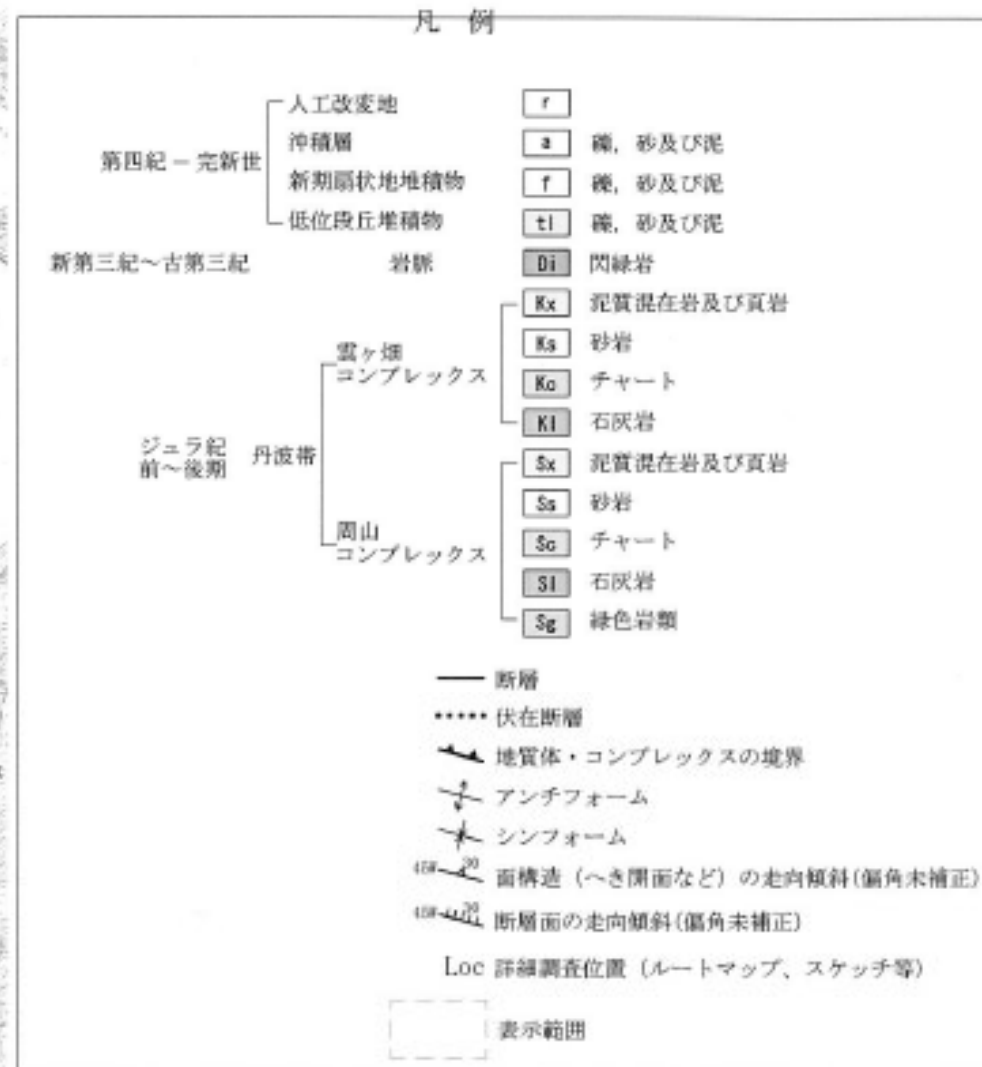 凡 例
人工改変地 r
沖積層 a 礫, 砂及び泥
第四紀 － 完新世
新期扇状地堆積物 f 礫, 砂及び泥
低位段丘堆積物 tl 礫, 砂及び泥
新第三紀～古第三紀 岩脈 Di 閃緑岩
Kx 泥質混在岩及び頁岩
雲ヶ畑
コンプレックス
Ks 砂岩
Kc チャート
Kl 石灰岩
ジュラ紀
前～後期
丹波帯
Sx 泥質混在岩及び頁岩
Ss 砂岩
周山
コンプレックス
Sc チャート
Sl 石灰岩
Sg 緑色岩類
断層
伏在断層
地質体・コンプレックスの境界
アンチフォーム
シンフォーム
45W 30 面構造（へき開面など）の走向傾斜(偏角未補正)
45W 30 断層面の走向傾斜(偏角未補正)
Loc 詳細調査位置（ルートマップ、スケッチ等）
表示範囲